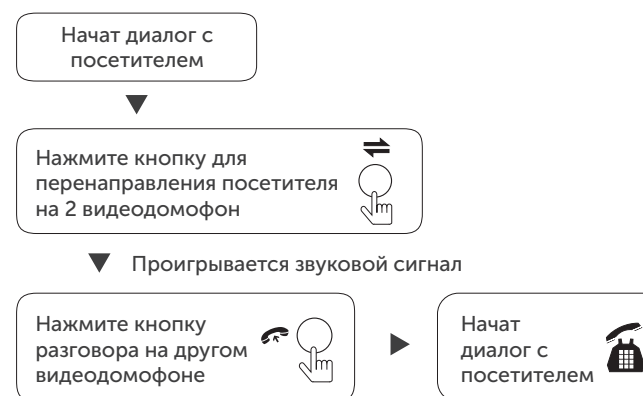 Начат диалог с
посетителем
Нажмите кнопку для
перенаправления посетителя
на 2 видеодомофон
Проигрывается звуковой сигнал
Нажмите кнопку
разговора на другом
видеодомофоне
Начат
диалог с
посетителем